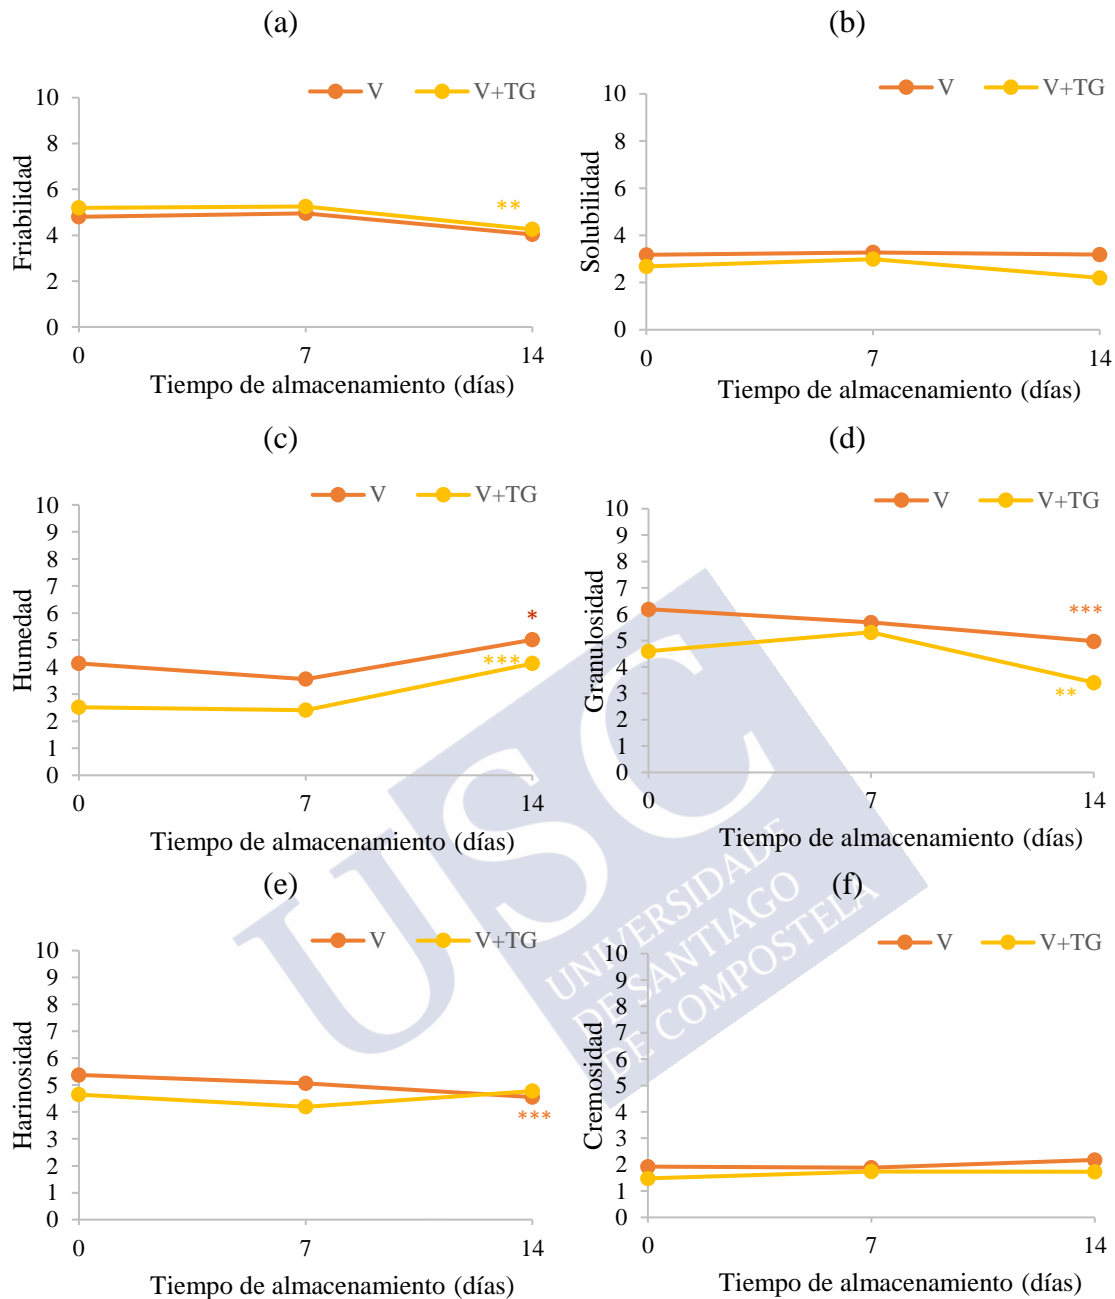 (a)
V V+TG
10
8
6
4
2
0
Friabilidad
**
0 7 14
Tiempo de almacenamiento (días)
(b)
V V+TG
10
8
6
4
2
0
Solubilidad
0 7 14
Tiempo de almacenamiento (días)
(c)
V V+TG
10
9
8
7
6
5
4
3
2
1
0
Humedad
*
***
0 7 14
Tiempo de almacenamiento (días)
(d)
V V+TG
10
9
8
7
6
5
4
3
2
1
0
Granulosidad
***
**
0 7 14
Tiempo de almacenamiento (días)
(e)
V V+TG
10
9
8
7
6
5
4
3
2
1
0
Harinosidad
***
0 7 14
Tiempo de almacenamiento (días)
(f)
V V+TG
10
9
8
7
6
5
4
3
2
1
0
Cremosidad
0 7 14
Tiempo de almacenamiento (días)
USC
UNIVERSIDADE
DE SANTIAGO
DE COMPOSTELA